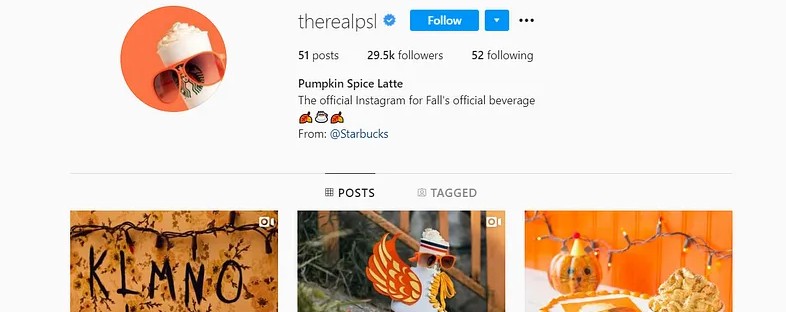 therealpsl
Follow
51 posts 29.5k followers 52 following
Pumpkin Spice Latte
The official Instagram for Fall's official beverage
🍂☕🍂
From: @Starbucks
POSTS TAGGED
KLMNO